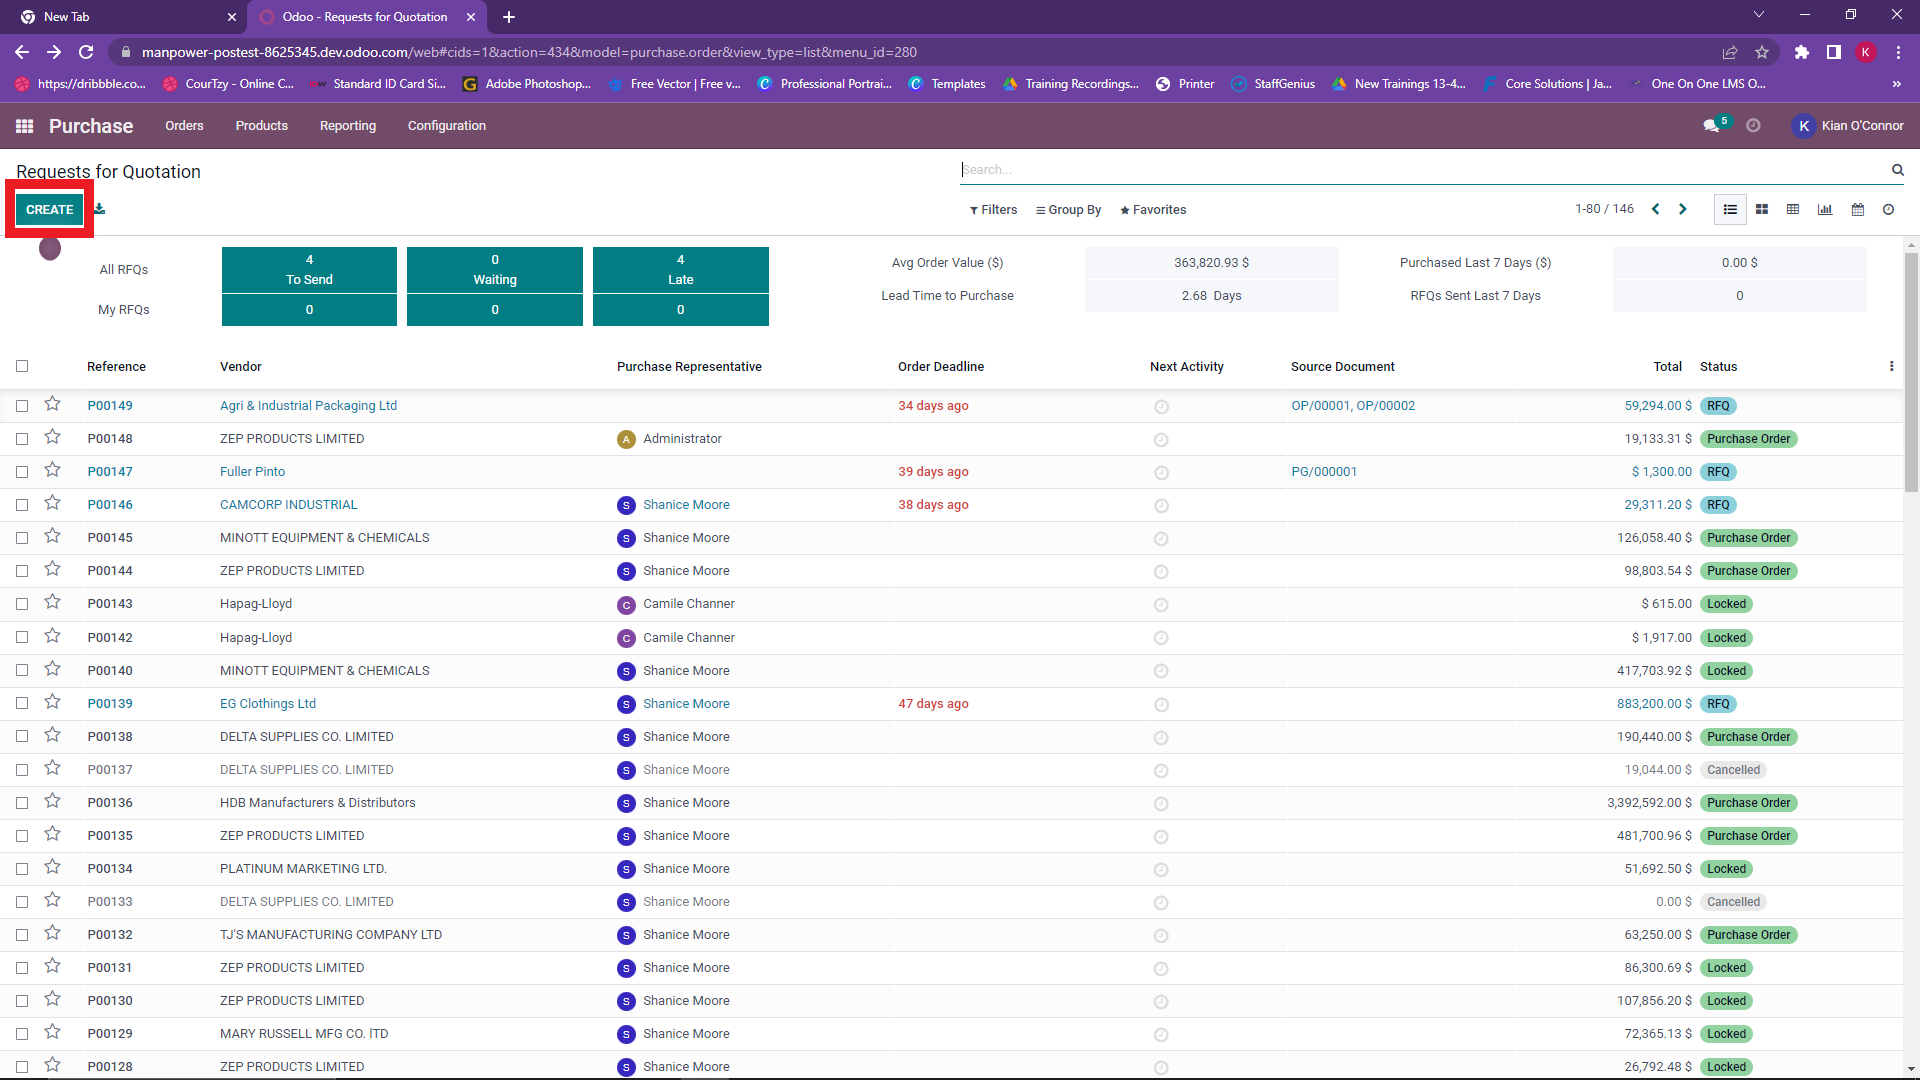 New Tab
Odoo - Requests for Quotation
manpower-postest-8625345.dev.odoo.com/web#cids=1&action=434&model=purchase.order&view_type=list&menu_id=280
K
https://dribbble.co... CourTzy - Online C... Standard ID Card Si... Adobe Photoshop... Free Vector | Free v... Professional Portrai... Templates Training Recordings... Printer StaffGenius New Trainings 13-4... Core Solutions | Ja... One On One LMS O... »
Purchase Orders Products Reporting Configuration 5 K Kian O'Connor
Requests for Quotation Search...
CREATE Filters Group By Favorites 1-80 / 146
All RFQs 4 To Send 0 Waiting 4 Late Avg Order Value ($) 363,820.93 $ Purchased Last 7 Days ($) 0.00 $
My RFQs 0 0 0 Lead Time to Purchase 2.68 Days RFQs Sent Last 7 Days 0
Reference Vendor Purchase Representative Order Deadline Next Activity Source Document Total Status
P00149 Agri & Industrial Packaging Ltd 34 days ago OP/00001, OP/00002 59,294.00 $ RFQ
P00148 ZEP PRODUCTS LIMITED A Administrator 19,133.31 $ Purchase Order
P00147 Fuller Pinto 39 days ago PG/000001 $ 1,300.00 RFQ
P00146 CAMCORP INDUSTRIAL S Shanice Moore 38 days ago 29,311.20 $ RFQ
P00145 MINOTT EQUIPMENT & CHEMICALS S Shanice Moore 126,058.40 $ Purchase Order
P00144 ZEP PRODUCTS LIMITED S Shanice Moore 98,803.54 $ Purchase Order
P00143 Hapag-Lloyd C Camile Channer $ 615.00 Locked
P00142 Hapag-Lloyd C Camile Channer $ 1,917.00 Locked
P00140 MINOTT EQUIPMENT & CHEMICALS S Shanice Moore 417,703.92 $ Locked
P00139 EG Clothings Ltd S Shanice Moore 47 days ago 883,200.00 $ RFQ
P00138 DELTA SUPPLIES CO. LIMITED S Shanice Moore 190,440.00 $ Purchase Order
P00137 DELTA SUPPLIES CO. LIMITED S Shanice Moore 19,044.00 $ Cancelled
P00136 HDB Manufacturers & Distributors S Shanice Moore 3,392,592.00 $ Purchase Order
P00135 ZEP PRODUCTS LIMITED S Shanice Moore 481,700.96 $ Purchase Order
P00134 PLATINUM MARKETING LTD. S Shanice Moore 51,692.50 $ Locked
P00133 DELTA SUPPLIES CO. LIMITED S Shanice Moore 0.00 $ Cancelled
P00132 TJ'S MANUFACTURING COMPANY LTD S Shanice Moore 63,250.00 $ Purchase Order
P00131 ZEP PRODUCTS LIMITED S Shanice Moore 86,300.69 $ Locked
P00130 ZEP PRODUCTS LIMITED S Shanice Moore 107,856.20 $ Locked
P00129 MARY RUSSELL MFG CO. lTD S Shanice Moore 72,365.13 $ Locked
P00128 ZEP PRODUCTS LIMITED S Shanice Moore 26,792.48 $ Locked